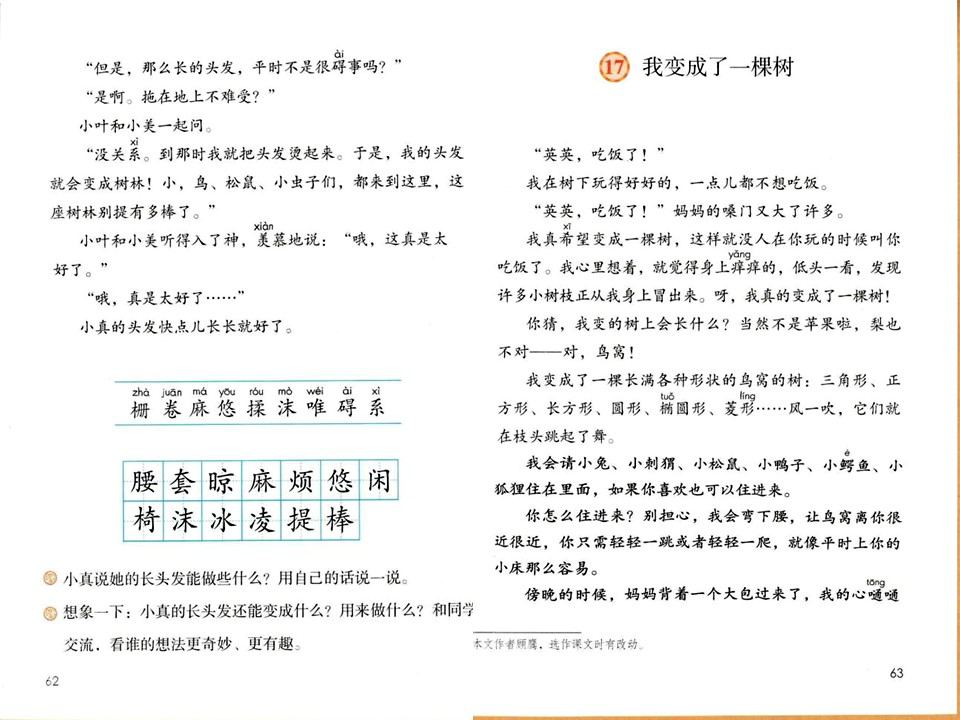 ài
“但是，那么长的头发，平时不是很碍事吗？”
“是啊。拖在地上不难受？”
小叶和小美一起问。
xì
“没关系。到那时我就把头发烫起来。于是，我的头发
就会变成树林！小，鸟、松鼠、小虫子们，都来到这里，这
座树林别提有多棒了。”
xiàn
小叶和小美听得入了神，羡慕地说：“哦，这真是太
好了。”
“哦，真是太好了……”
小真的头发快点儿长长就好了。
zhà juān má yōu róu mò wéi ài xì
栅 卷 麻 悠 揉 沫 唯 碍 系
腰 套 晾 麻 烦 悠 闲
椅 沫 冰 凌 提 棒
小真说她的长头发能做些什么？用自己的话说一说。
想象一下：小真的长头发还能变成什么？用来做什么？和同学
交流，看谁的想法更奇妙、更有趣。
62
17 我变成了一棵树
“英英，吃饭了！”
我在树下玩得好好的，一点儿都不想吃饭。
“英英，吃饭了！”妈妈的嗓门又大了许多。
xī
我真希望变成一棵树，这样就没人在你玩的时候叫你
yǎng
吃饭了。我心里想着，就觉得身上痒痒的，低头一看，发现
许多小树枝正从我身上冒出来。呀，我真的变成了一棵树！
你猜，我变的树上会长什么？当然不是苹果啦，梨也
不对——对，鸟窝！
我变成了一棵长满各种形状的鸟窝的树：三角形、正
tuǒ líng
方形、长方形、圆形、椭圆形、菱形……风一吹，它们就
在枝头跳起了舞。
è
我会请小兔、小刺猬、小松鼠、小鸭子、小鳄鱼、小
狐狸住在里面，如果你喜欢也可以住进来。
你怎么住进来？别担心，我会弯下腰，让鸟窝离你很
近很近，你只需轻轻一跳或者轻轻一爬，就像平时上你的
小床那么容易。
tōng
傍晚的时候，妈妈背着一个大包过来了，我的心嗵嗵
本文作者顾鹰，选作课文时有改动。
63